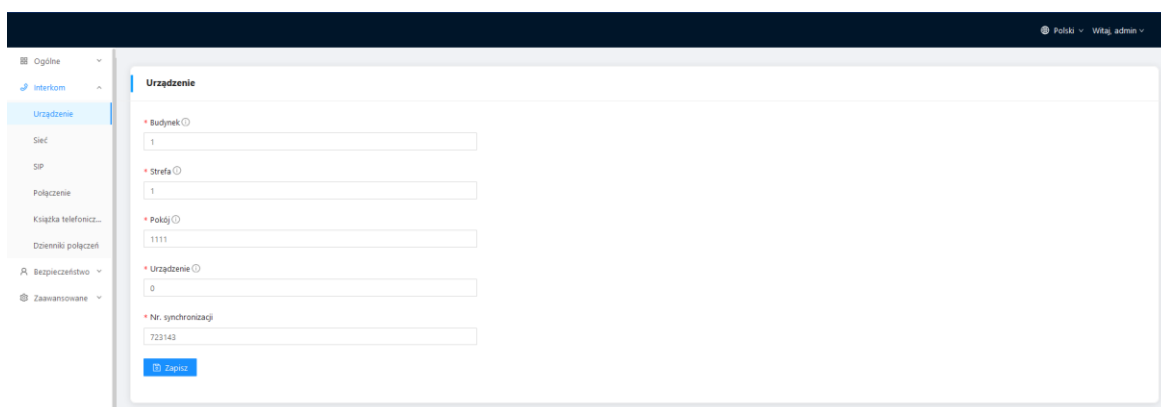 Polski Witaj, admin
Ogólne
Interkom
Urządzenie
Sieć
SIP
Połączenie
Książka telefonicz...
Dzienniki połączeń
Bezpieczeństwo
Zaawansowane
Urządzenie
* Budynek
1
* Strefa
1
* Pokój
1111
* Urządzenie
0
* Nr. synchronizacji
723143
Zapisz